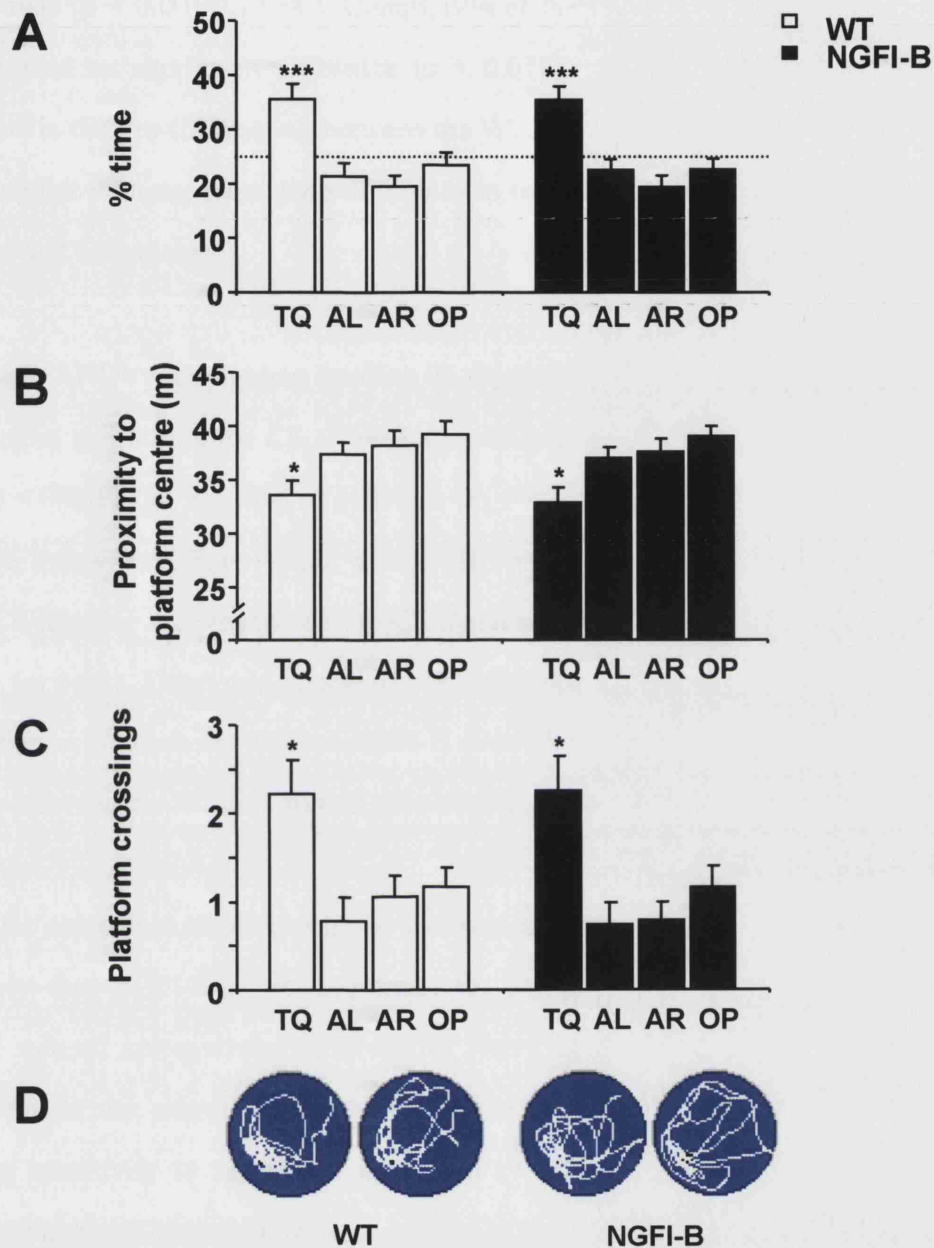 A
WT
NGFI-B
50
40
30
20
10
0
% time
***
***
TQ AL AR OP TQ AL AR OP
B
45
40
35
30
25
0
Proximity to
platform centre (m)
*
*
TQ AL AR OP TQ AL AR OP
C
3
2
1
0
Platform crossings
*
*
TQ AL AR OP TQ AL AR OP
D
WT NGFI-B